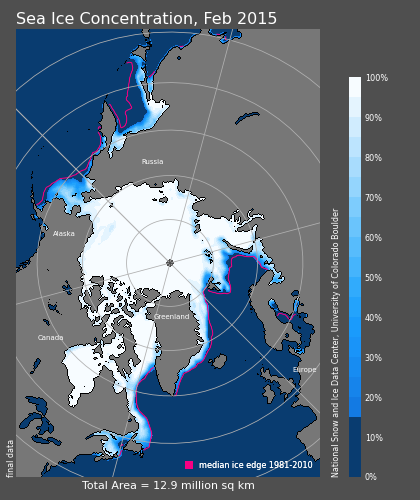 Sea Ice Concentration, Feb 2015
100%
90%
80%
70%
60%
50%
40%
30%
20%
10%
0%
Russia
Alaska
Canada
Greenland
Europe
National Snow and Ice Data Center, University of Colorado Boulder
final data
median ice edge 1981-2010
Total Area = 12.9 million sq km